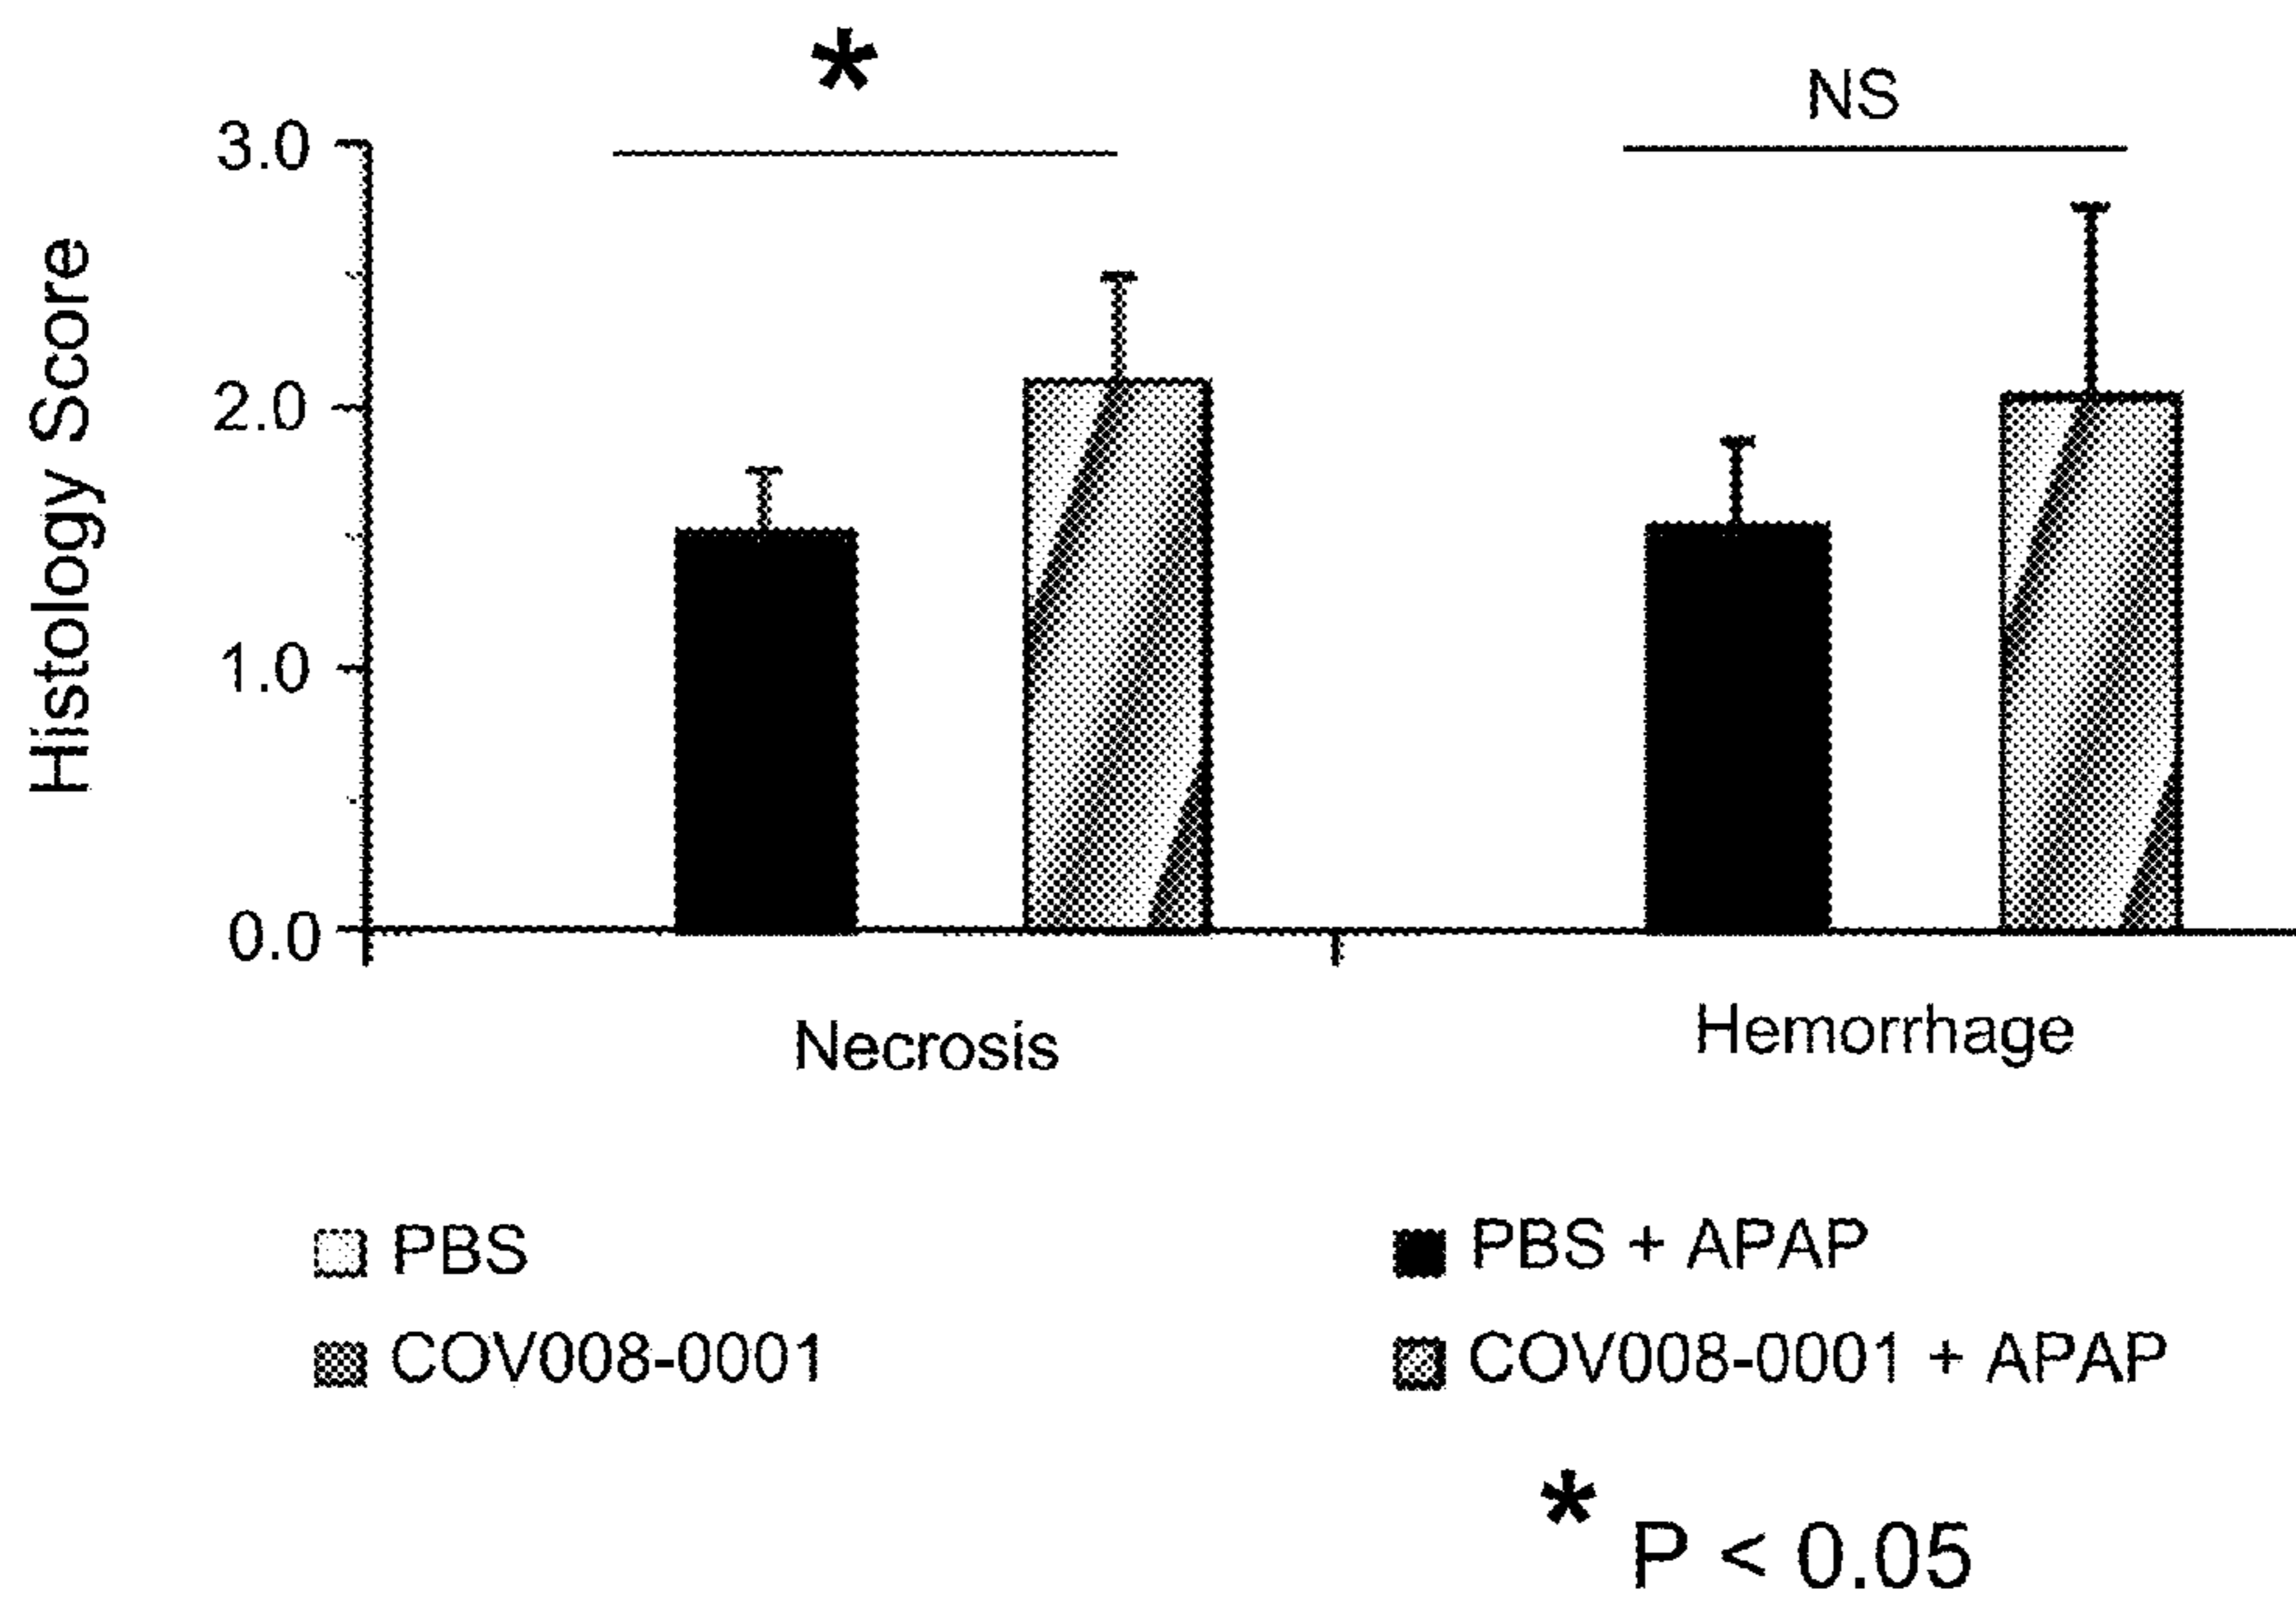 *
NS
3.0
2.0
1.0
0.0
Histology Score
Necrosis
Hemorrhage
PBS
PBS + APAP
COV008-0001
COV008-0001 + APAP
* P < 0.05